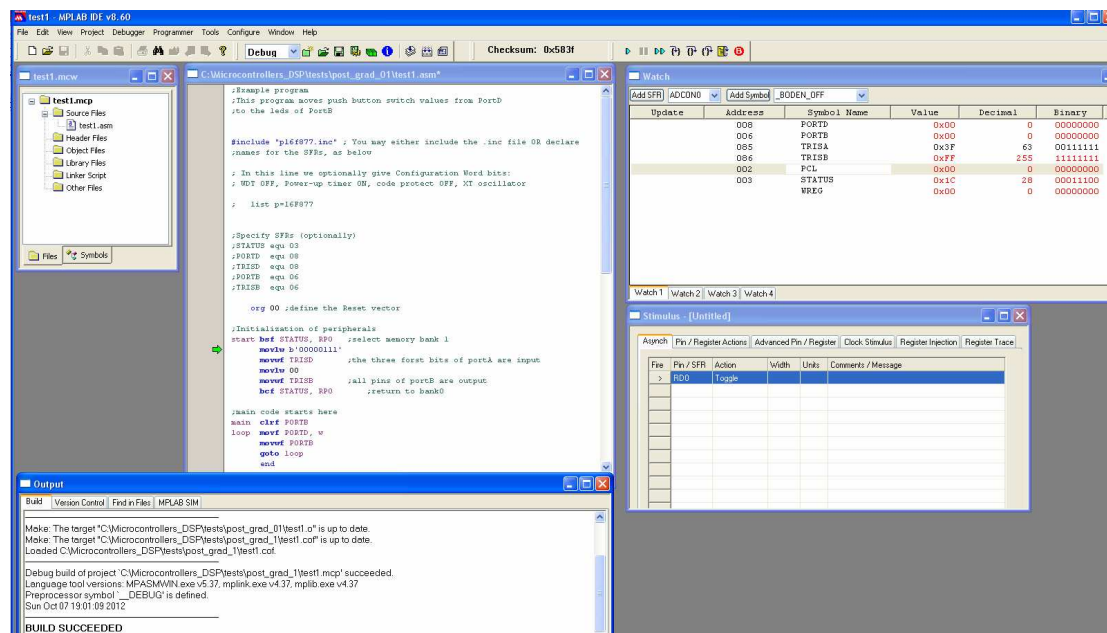 test1 - MPLAB IDE v8.60
File Edit View Project Debugger Programmer Tools Configure Window Help
Debug
Checksum: 0x583f
test1.mcw
test1.mcp
Source Files
test1.asm
Header Files
Object Files
Library Files
Linker Script
Other Files
Files Symbols
C:\Microcontrollers_DSP\tests\post_grad_01\test1.asm*
;Example program
;This program moves push button switch values from PortD
;to the leds of PortB
#include "p16f877.inc" ; You may either include the .inc file OR declare
;names for the SFRs, as below
; In this line we optionally give Configuration Word bits:
; WDT OFF, Power-up timer ON, code protect OFF, XT oscillator
; list p=16F877
;Specify SFRs (optionally)
;STATUS equ 03
;PORTD equ 08
;TRISD equ 08
;PORTB equ 06
;TRISB equ 06
org 00 ;define the Reset vector
;Initialization of peripherals
start bsf STATUS, RP0 ;select memory bank 1
movlw b'00000111'
movwf TRISD ;the three forst bits of portA are input
movlw 00
movwf TRISB ;all pins of portB are output
bcf STATUS, RP0 ;return to bank0
;main code starts here
main clrf PORTB
loop movf PORTD, w
movwf PORTB
goto loop
end
Watch
Add SFR ADCON0 Add Symbol _BODEN_OFF
Update Address Symbol Name Value Decimal Binary
008 PORTD 0x00 0 00000000
006 PORTB 0x00 0 00000000
085 TRISA 0x3F 63 00111111
086 TRISB 0xFF 255 11111111
002 PCL 0x00 0 00000000
003 STATUS 0x1C 28 00011100
WREG 0x00 0 00000000
Watch 1 Watch 2 Watch 3 Watch 4
Stimulus - [Untitled]
Asynch Pin / Register Actions Advanced Pin / Register Clock Stimulus Register Injection Register Trace
Fire Pin / SFR Action Width Units Comments / Message
> RD0 Toggle
Output
Build Version Control Find in Files MPLAB SIM
Make: The target "C:\Microcontrollers_DSP\tests\post_grad_01\test1.o" is up to date.
Make: The target "C:\Microcontrollers_DSP\tests\post_grad_1\test1.cof" is up to date.
Loaded C:\Microcontrollers_DSP\tests\post_grad_1\test1.cof.
Debug build of project `C:\Microcontrollers_DSP\tests\post_grad_1\test1.mcp' succeeded.
Language tool versions: MPASMWIN.exe v5.37, mplink.exe v4.37, mplib.exe v4.37
Preprocessor symbol `__DEBUG' is defined.
Sun Oct 07 19:01:09 2012
BUILD SUCCEEDED